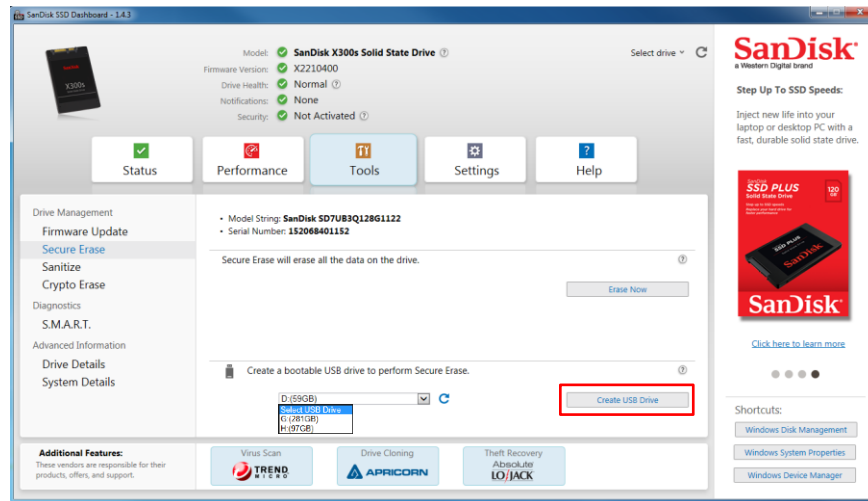 SanDisk SSD Dashboard - 1.4.3
Model: SanDisk X300s Solid State Drive ?
Select drive
Firmware Version: X2210400
Drive Health: Normal ?
Notifications: None
Security: Not Activated ?
SanDisk
X300s
Status
Performance
Tools
Settings
? Help
Drive Management
Firmware Update
Secure Erase
Sanitize
Crypto Erase
Diagnostics
S.M.A.R.T.
Advanced Information
Drive Details
System Details
• Model String: SanDisk SD7UB3Q128G1122
• Serial Number: 152068401152
Secure Erase will erase all the data on the drive. ?
Erase Now
Create a bootable USB drive to perform Secure Erase. ?
D:(59GB)
Select USB Drive
G:(281GB)
H:(97GB)
Create USB Drive
Additional Features:
These vendors are responsible for their
products, offers, and support.
Virus Scan
TREND
MICRO
Drive Cloning
APRICORN
Theft Recovery
Absolute
LO/JACK
SanDisk
a Western Digital brand
Step Up To SSD Speeds:
Inject new life into your
laptop or desktop PC with a
fast, durable solid state drive.
SanDisk
SSD PLUS
Solid State Drive
120
GB
SSD PLUS
SanDisk
SanDisk
Click here to learn more
Shortcuts:
Windows Disk Management
Windows System Properties
Windows Device Manager